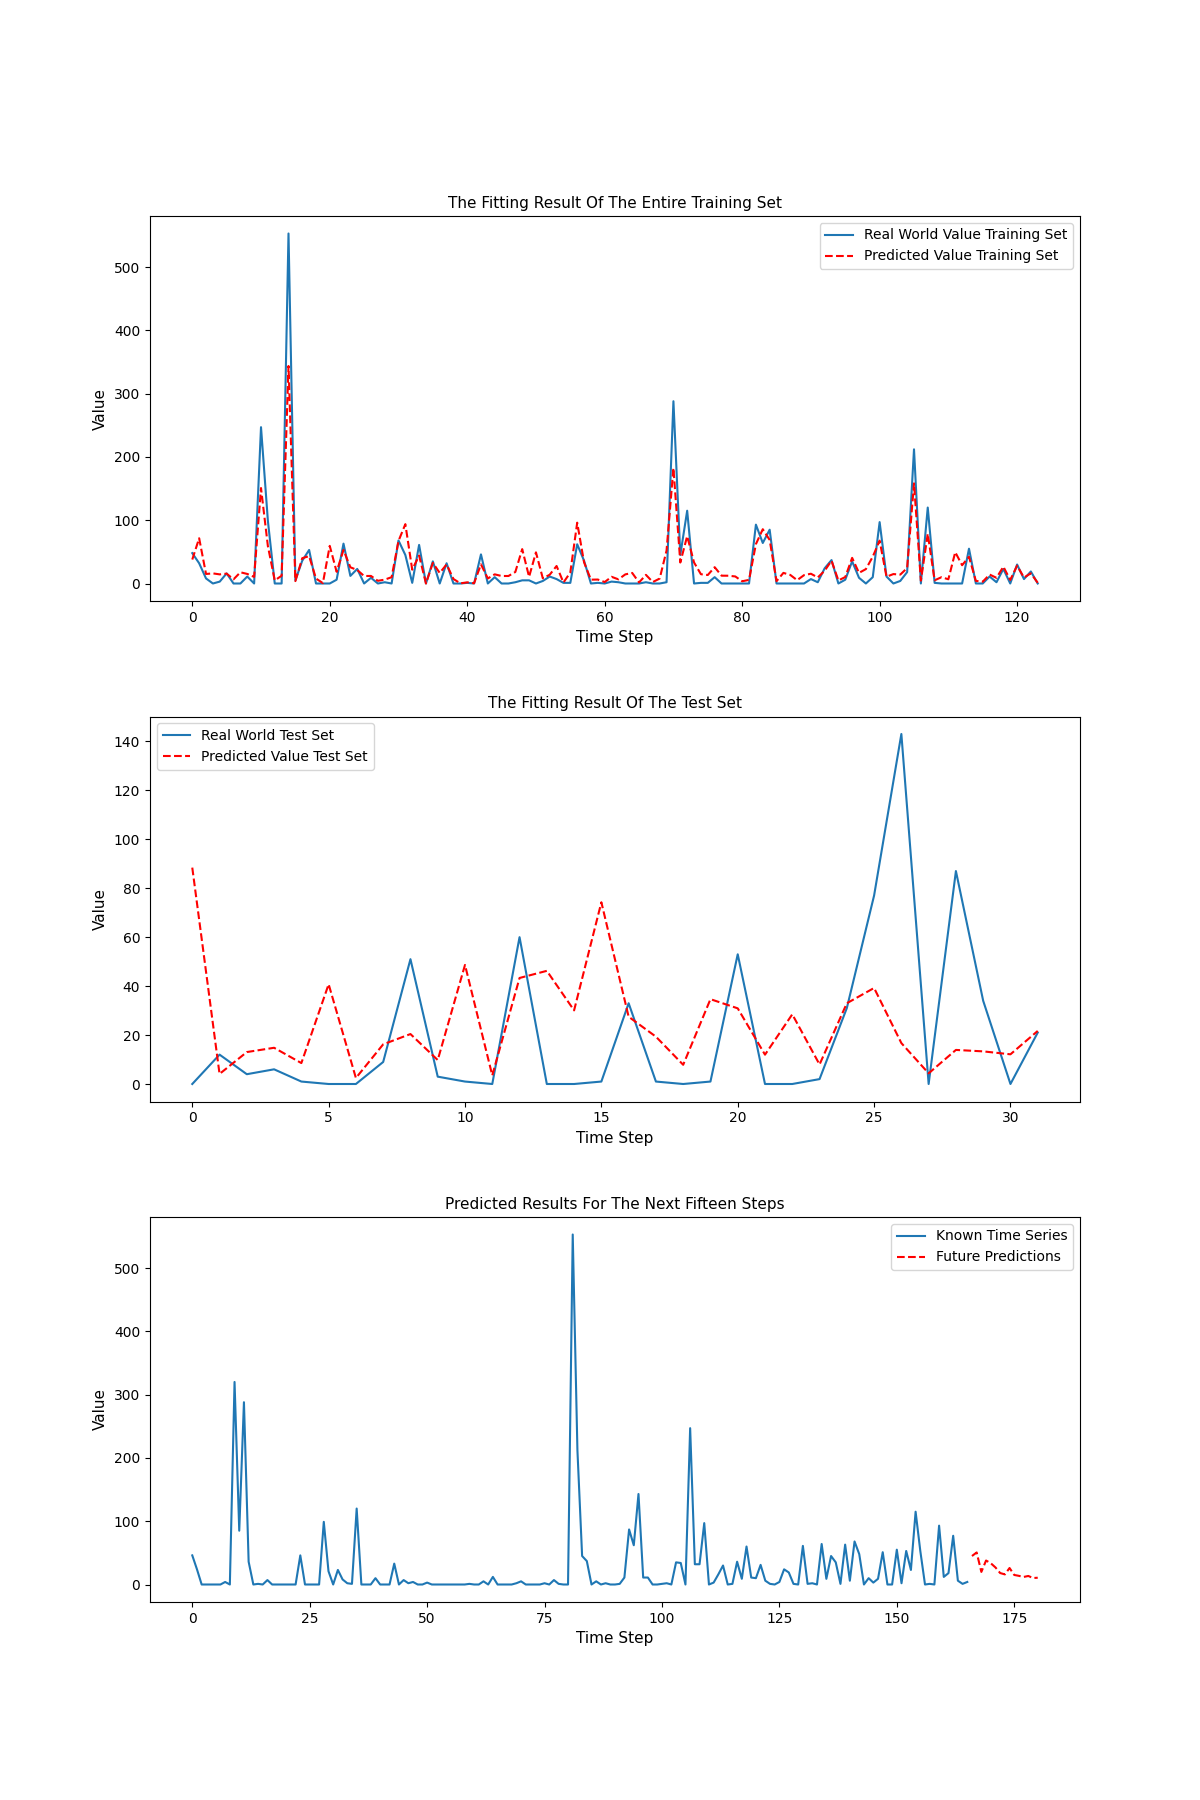 The Fitting Result Of The Entire Training Set
Real World Value Training Set
Predicted Value Training Set
500
400
300
200
100
0
Value
0 20 40 60 80 100 120
Time Step
The Fitting Result Of The Test Set
Real World Test Set
Predicted Value Test Set
140
120
100
80
60
40
20
0
Value
0 5 10 15 20 25 30
Time Step
Predicted Results For The Next Fifteen Steps
Known Time Series
Future Predictions
500
400
300
200
100
0
Value
0 25 50 75 100 125 150 175
Time Step